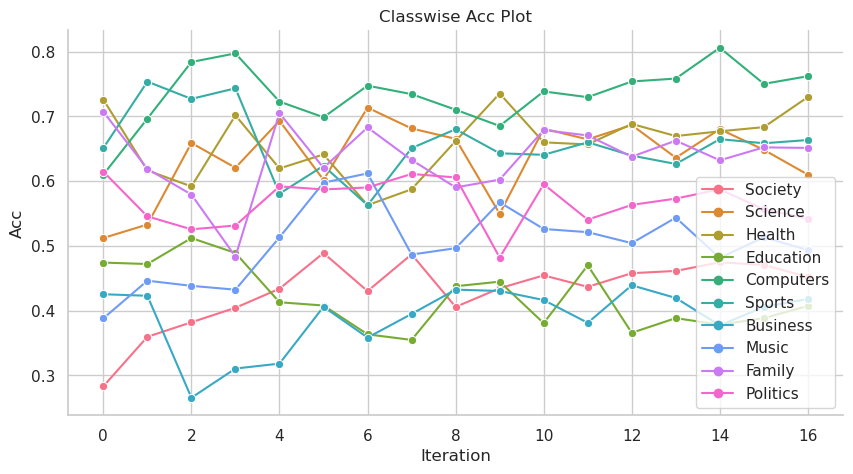 Classwise Acc Plot
0.8
0.7
0.6
0.5
0.4
0.3
Acc
0 2 4 6 8 10 12 14 16
Iteration
Society
Science
Health
Education
Computers
Sports
Business
Music
Family
Politics